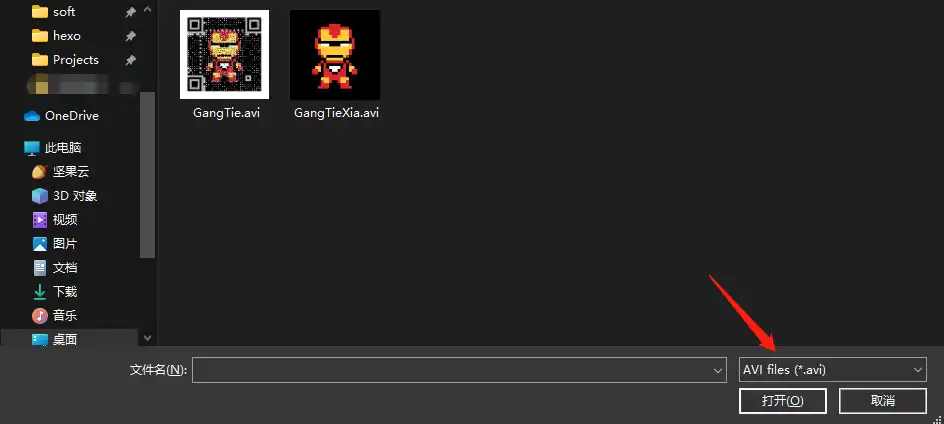 soft
hexo
Projects
OneDrive
此电脑
坚果云
3D 对象
视频
图片
文档
下载
音乐
桌面
GangTie.avi
GangTieXia.avi
文件名(N):
AVI files (*.avi)
打开(O)
取消